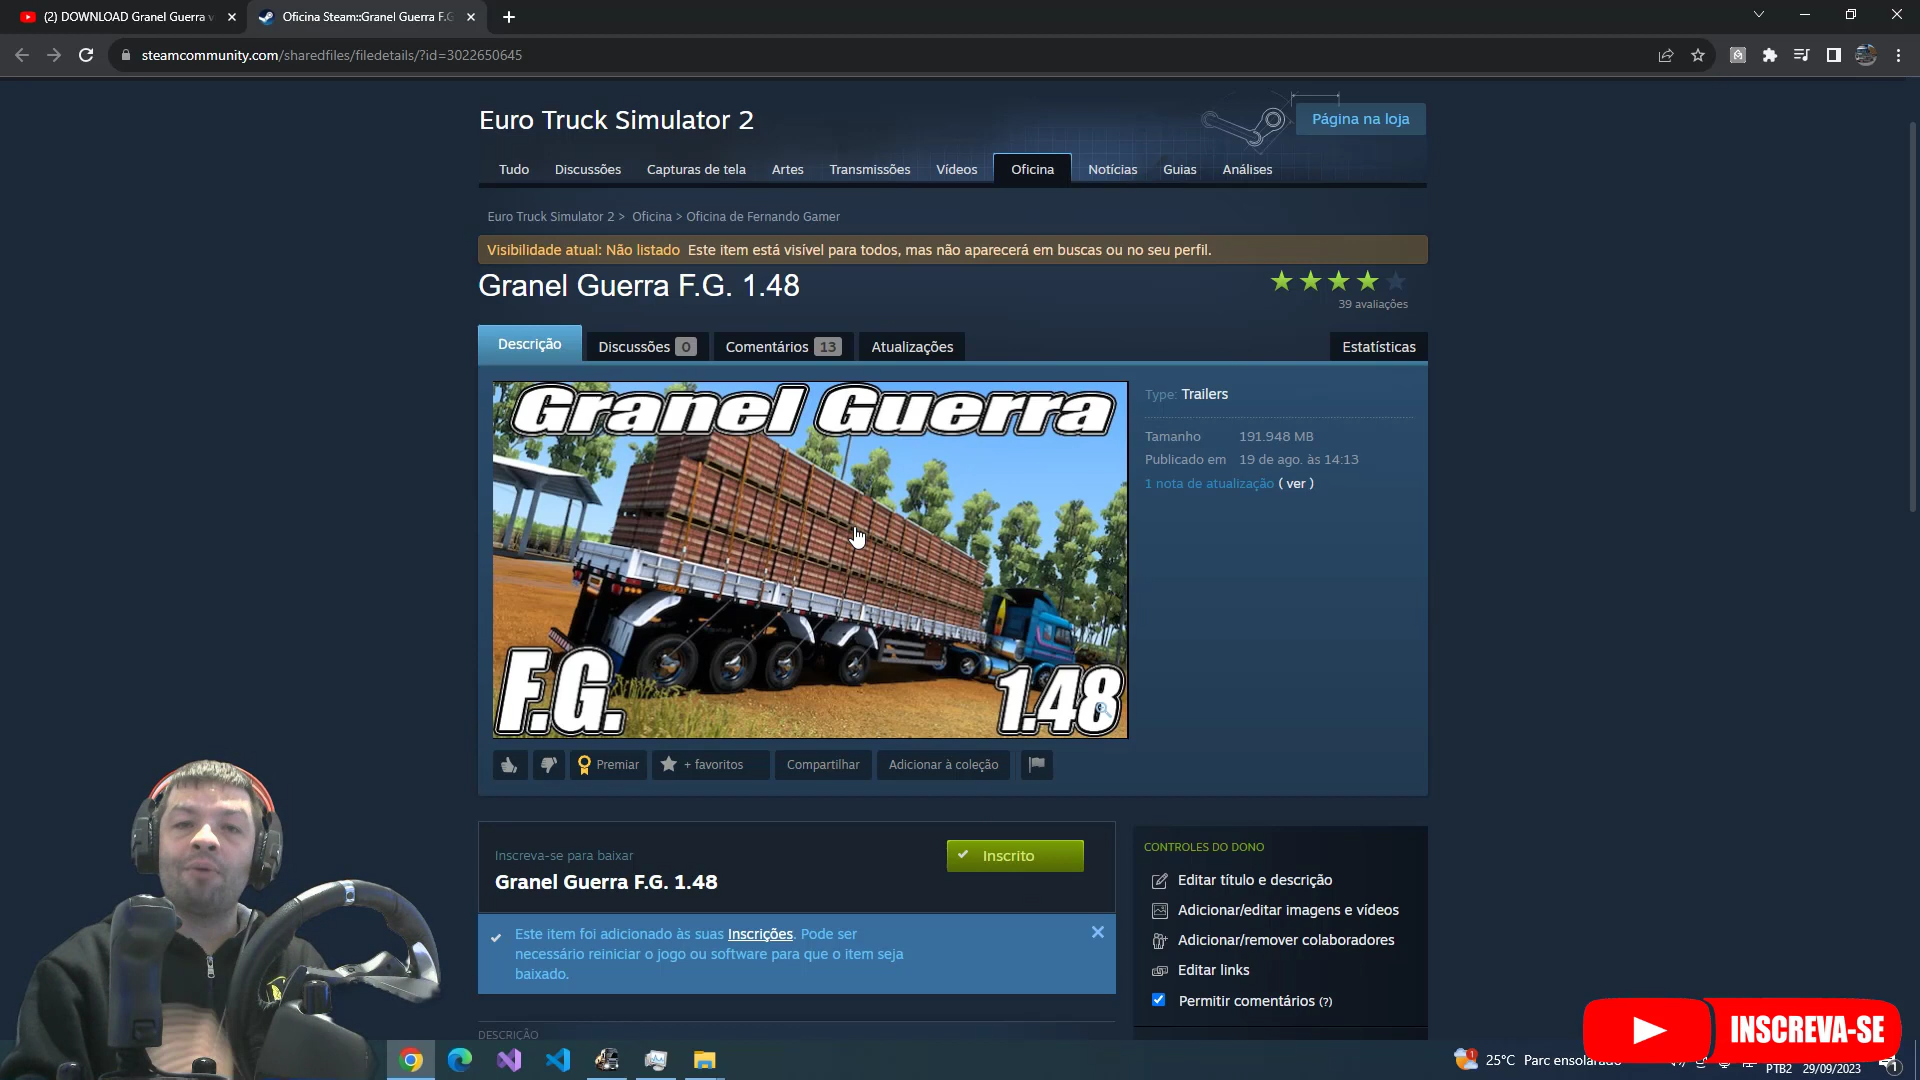 (2) DOWNLOAD Granel Guerra v
Oficina Steam::Granel Guerra F.G
steamcommunity.com/sharedfiles/filedetails/?id=3022650645
Euro Truck Simulator 2
Página na loja
Tudo
Discussões
Capturas de tela
Artes
Transmissões
Vídeos
Oficina
Notícias
Guias
Análises
Euro Truck Simulator 2 > Oficina > Oficina de Fernando Gamer
Visibilidade atual: Não listado Este item está visível para todos, mas não aparecerá em buscas ou no seu perfil.
Granel Guerra F.G. 1.48
39 avaliações
Descrição
Discussões 0
Comentários 13
Atualizações
Estatísticas
Granel Guerra
F.G.
1.48
Type: Trailers
Tamanho 191.948 MB
Publicado em 19 de ago. às 14:13
1 nota de atualização ( ver )
Premiar
+ favoritos
Compartilhar
Adicionar à coleção
Inscreva-se para baixar
Granel Guerra F.G. 1.48
Inscrito
Este item foi adicionado às suas Inscrições. Pode ser
necessário reiniciar o jogo ou software para que o item seja
baixado.
DESCRIÇÃO
CONTROLES DO DONO
Editar título e descrição
Adicionar/editar imagens e vídeos
Adicionar/remover colaboradores
Editar links
Permitir comentários (?)
INSCREVA-SE
1
25°C Parc ensolarado
PTB2 29/09/2023
1